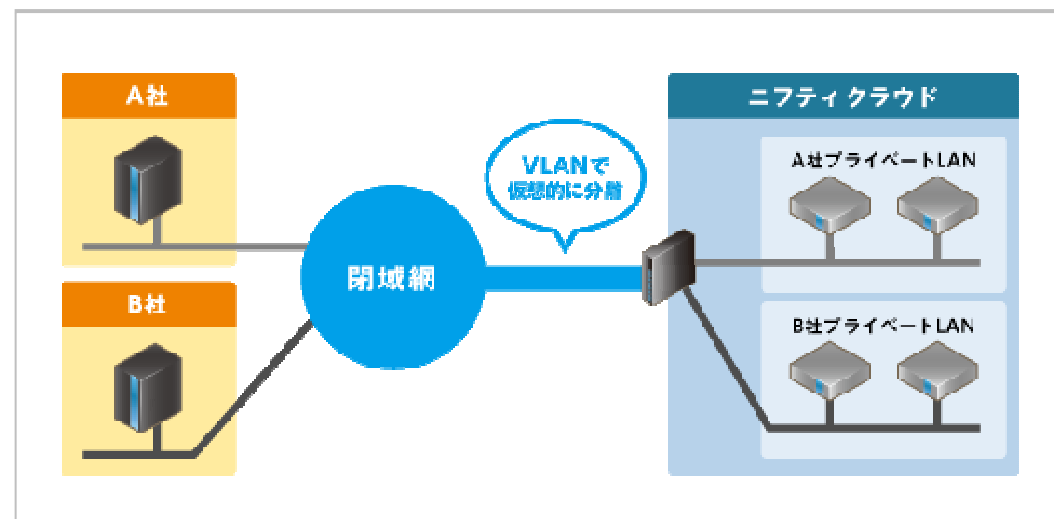 A社
ニフティクラウド
A社プライベートLAN
VLANで
仮想的に分離
閉域網
B社
B社プライベートLAN